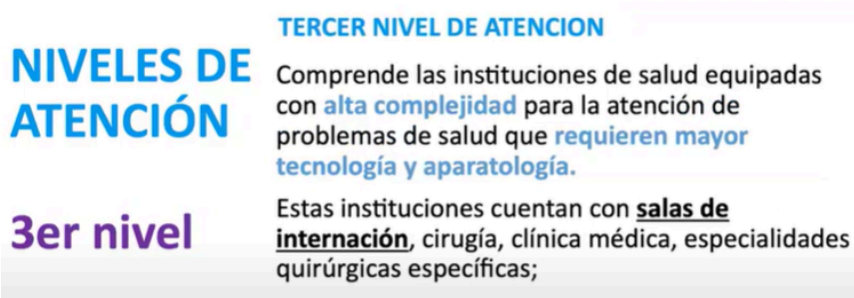 NIVELES DE
ATENCIÓN
3er nivel
TERCER NIVEL DE ATENCION
Comprende las instituciones de salud equipadas
con alta complejidad para la atención de
problemas de salud que requieren mayor
tecnología y aparatología.
Estas instituciones cuentan con salas de
internación, cirugía, clínica médica, especialidades
quirúrgicas específicas;